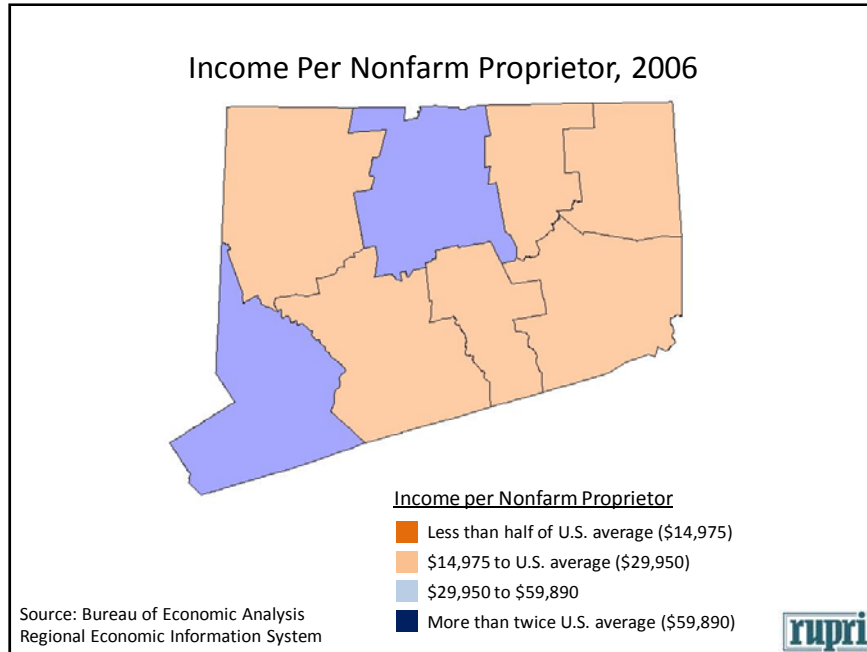 Income Per Nonfarm Proprietor, 2006
Income per Nonfarm Proprietor
Less than half of U.S. average ($14,975)
$14,975 to U.S. average ($29,950)
$29,950 to $59,890
More than twice U.S. average ($59,890)
Source: Bureau of Economic Analysis
Regional Economic Information System
rupri